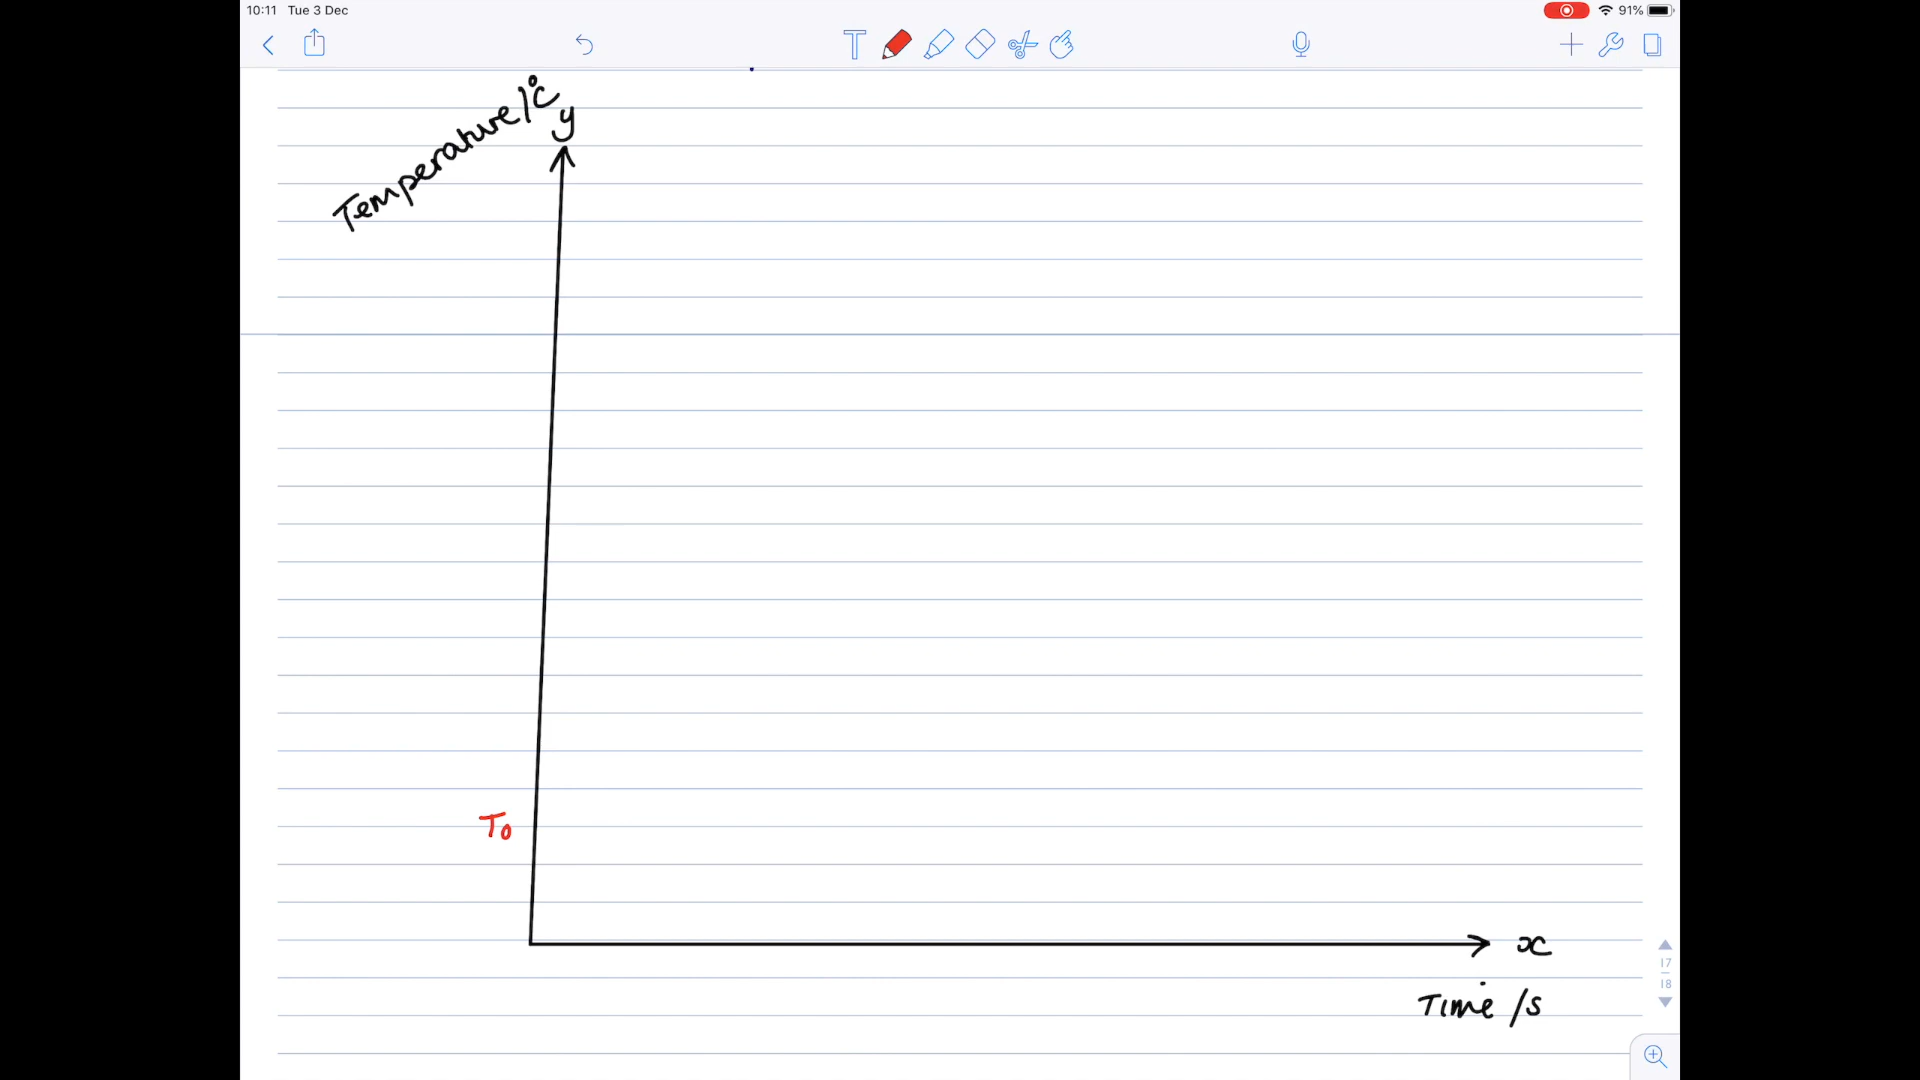 10:11 Tue 3 Dec
91%
T
Temperature/°C
y
T0
x
Time /s
17
18